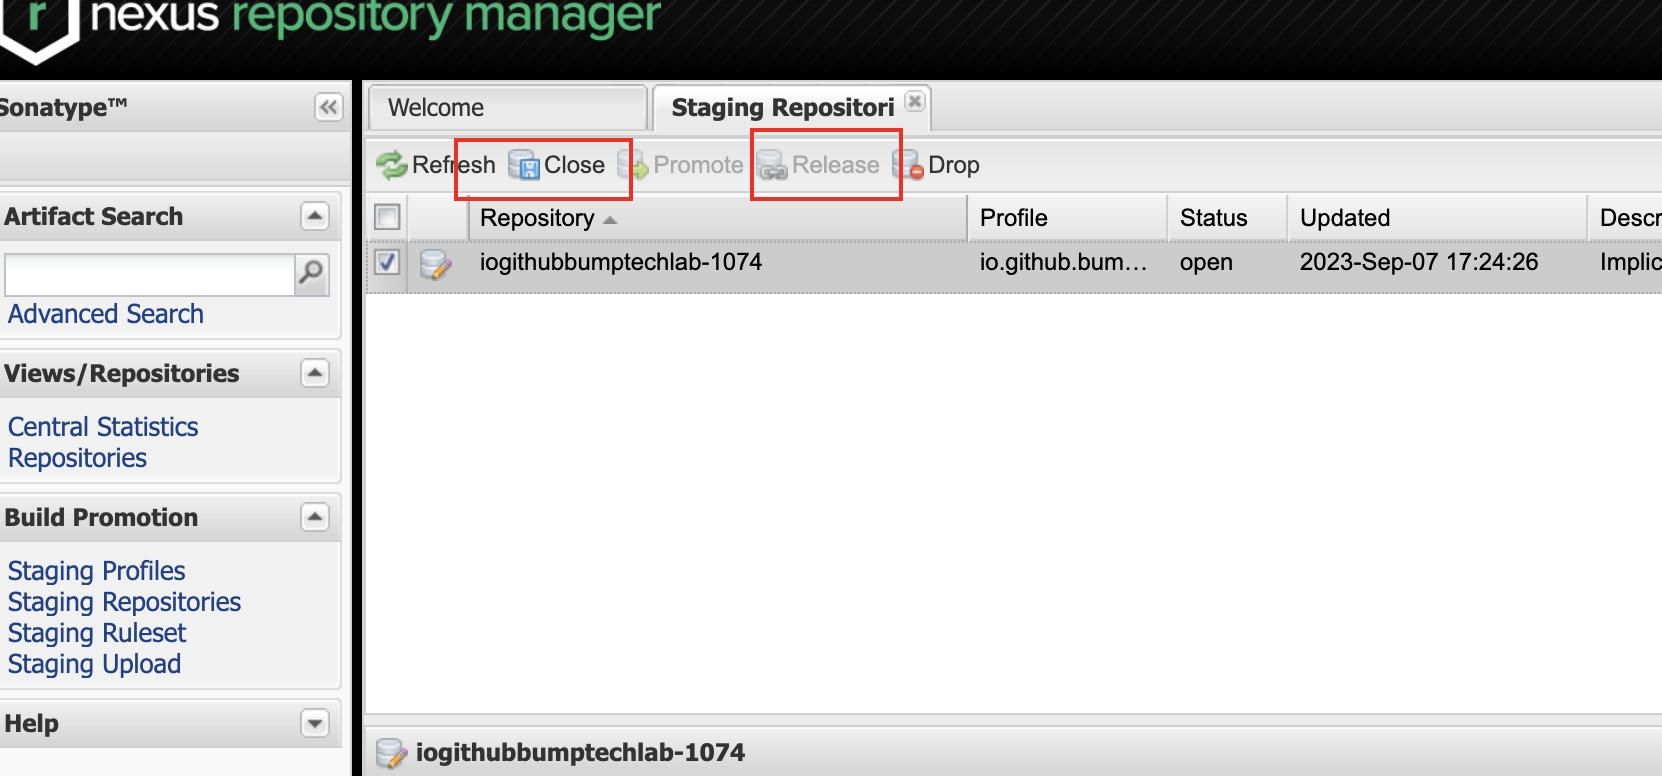 r nexus repository manager
Sonatype™
Welcome
Staging Repositori
Refresh Close Promote Release Drop
Artifact Search
Advanced Search
Views/Repositories
Central Statistics
Repositories
Build Promotion
Staging Profiles
Staging Repositories
Staging Ruleset
Staging Upload
Help
Repository Profile Status Updated Descr
iogithubbumptechlab-1074 io.github.bum... open 2023-Sep-07 17:24:26 Implic
iogithubbumptechlab-1074